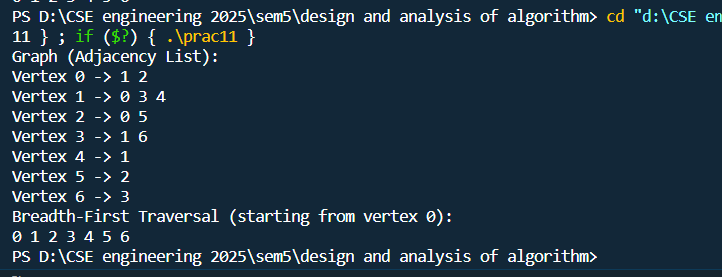 PS D:\CSE engineering 2025\sem5\design and analysis of algorithm> cd "d:\CSE en
11 } ; if ($?) { .\prac11 }
Graph (Adjacency List):
Vertex 0 -> 1 2
Vertex 1 -> 0 3 4
Vertex 2 -> 0 5
Vertex 3 -> 1 6
Vertex 4 -> 1
Vertex 5 -> 2
Vertex 6 -> 3
Breadth-First Traversal (starting from vertex 0):
0 1 2 3 4 5 6
PS D:\CSE engineering 2025\sem5\design and analysis of algorithm>